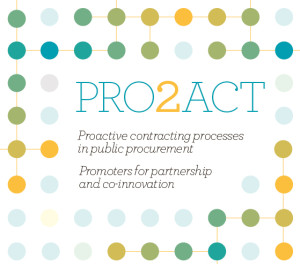 PRO2ACT
Proactive contracting processes
in public procurement
Promoters for partnership
and co-innovation